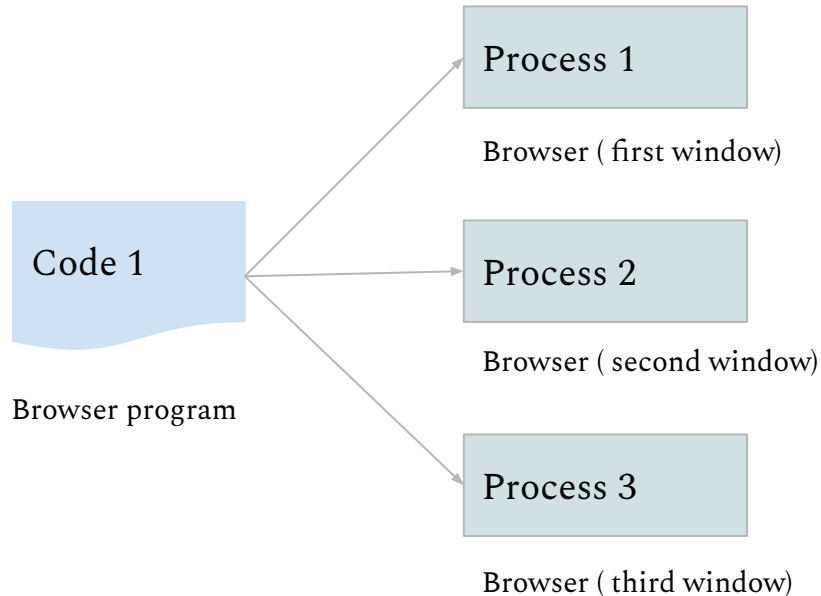 Process 1
Browser ( first window)
Code 1
Process 2
Browser ( second window)
Browser program
Process 3
Browser ( third window)